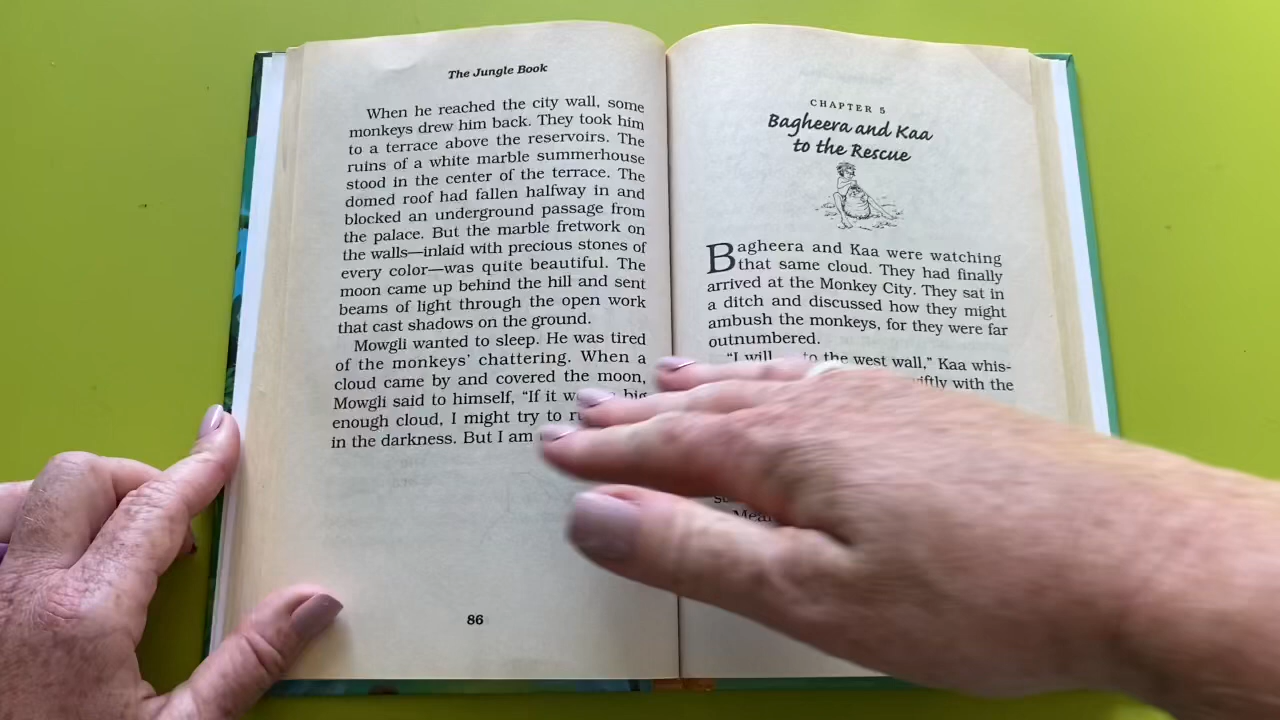 The Jungle Book
When he reached the city wall, some
monkeys drew him back. They took him
to a terrace above the reservoirs. The
ruins of a white marble summerhouse
stood in the center of the terrace. The
domed roof had fallen halfway in and
blocked an underground passage from
the palace. But the marble fretwork on
the walls—inlaid with precious stones of
every color—was quite beautiful. The
moon came up behind the hill and sent
beams of light through the open work
that cast shadows on the ground.
Mowgli wanted to sleep. He was tired
of the monkeys' chattering. When a
cloud came by and covered the moon,
Mowgli said to himself, “If it big
enough cloud, I might try to
in the darkness. But I am
86
CHAPTER 5
Bagheera and Kaa
to the Rescue
Bagheera and Kaa were watching
that same cloud. They had finally
arrived at the Monkey City. They sat in
a ditch and discussed how they might
ambush the monkeys, for they were far
outnumbered.
“I will to the west wall,” Kaa whis-
with the